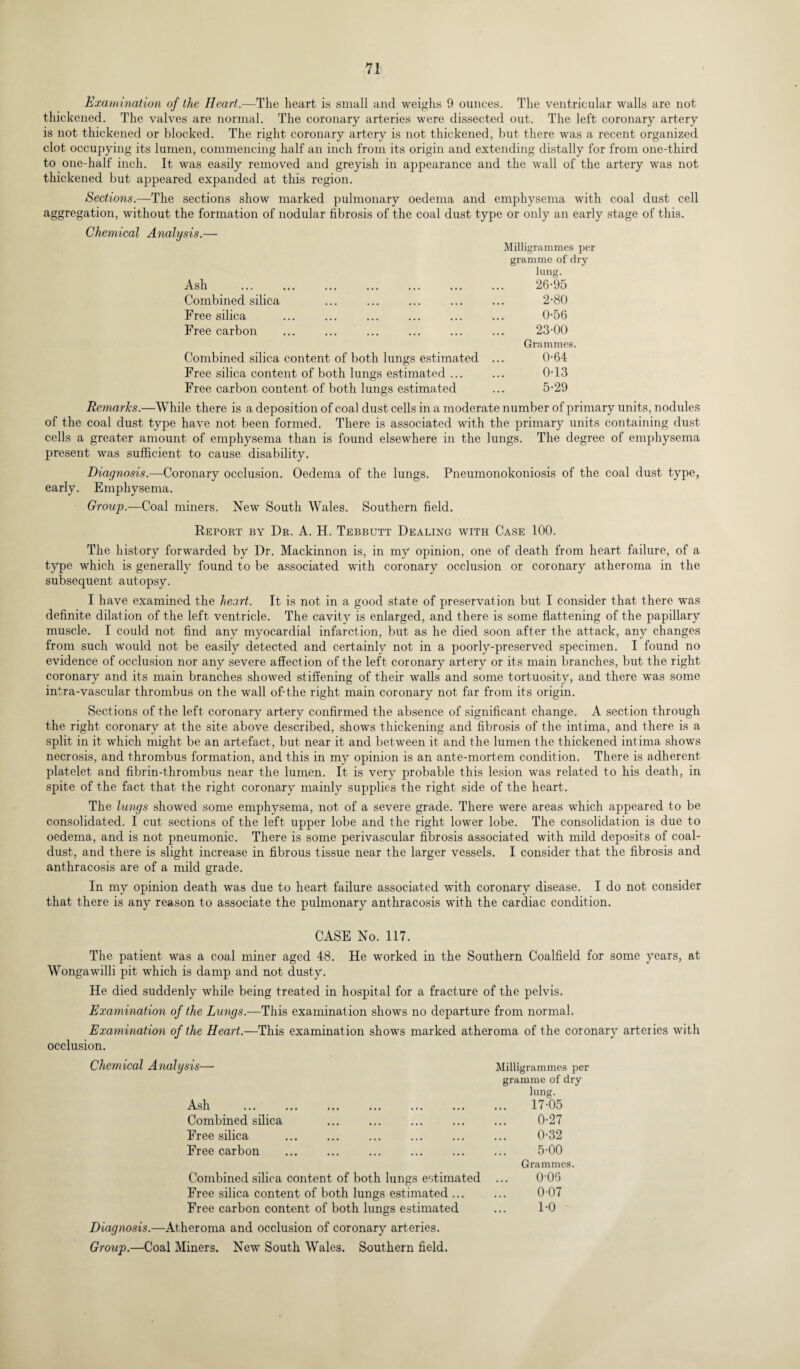 71
Examination of the Heart.—The heart is small and weighs 9 ounces. The ventricular walls are not
thickened. The valves are normal. The coronary arteries were dissected out. The left coronary artery
is not thickened or blocked. The right coronary artery is not thickened, but there was a recent organized
clot occupying its lumen, commencing half an inch from its origin and extending distally for from one-third
to one-half inch. It was easily removed and greyish in appearance and the wall of the artery was not
thickened but appeared expanded at this region.
Sections.—The sections show marked pulmonary oedema and emphysema with coal dust cell
aggregation, without the formation of nodular fibrosis of the coal dust type or only an early stage of this.
Chemical Analysis.—
Milligrammes per
gramme of dry
lung.
Ash ... ... ... ... ... ... ... 26·95
Combined silica ... ... ... ... ... 2·80
Free silica ... ... ... ... ... ... 0·56
Free carbon ... ... ... ... ... ... 23·00
Grammes.
Combined silica content of both lungs estimated ... 0·64
Free silica content of both lungs estimated ... ... 0·13
Free carbon content of both lungs estimated ... 5·29
Remarks.—While there is a deposition of coal dust cells in a moderate number of primary units, nodules
of the coal dust type have not been formed. There is associated with the primary units containing dust
cells a greater amount of emphysema than is found elsewhere in the lungs. The degree of emphysema
present was sufficient to cause disability.
Diagnosis.—Coronary occlusion. Oedema of the lungs. Pneumonokoniosis of the coal dust type,
early. Emphysema.
Group.—Coal miners. New South Wales. Southern field.
Report by Dr. A. H. Tebbutt Dealing with Case 100.
The history forwarded by Dr. Mackinnon is, in my opinion, one of death from heart failure, of a
type which is generally found to be associated with coronary occlusion or coronary atheroma in the
subsequent autopsy.
I have examined the heart. It is not in a good state of preservation but I consider that there was
definite dilation of the left ventricle. The cavity is enlarged, and there is some flattening of the papillary
muscle. I could not find any myocardial infarction, but as he died soon after the attack, any changes
from such would not be easily detected and certainly not in a poorly-preserved specimen. I found no
evidence of occlusion nor any severe affection of the left coronary artery or its main branches, but the right
coronary and its main branches showed stiffening of their walls and some tortuosity, and there was some
intra-vascular thrombus on the wall of the right main coronary not far from its origin.
Sections of the left coronary artery confirmed the absence of significant change. A section through
the right coronary at the site above described, shows thickening and fibrosis of the intima, and there is a
split in it which might be an artefact, but near it and between it and the lumen the thickened intima shows
necrosis, and thrombus formation, and this in my opinion is an ante-mortem condition. There is adherent
platelet and fibrin-thrombus near the lumen. It is very probable this lesion was related to his death, in
spite of the fact that the right coronary mainly supplies the right side of the heart.
The lungs showed some emphysema, not of a severe grade. There were areas which appeared to be
consolidated. I cut sections of the left upper lobe and the right lower lobe. The consolidation is due to
oedema, and is not pneumonic. There is some perivascular fibrosis associated with mild deposits of coal-
dust, and there is slight increase in fibrous tissue near the larger vessels. I consider that the fibrosis and
anthracosis are of a mild grade.
In my opinion death was due to heart failure associated with coronary disease. I do not consider
that there is any reason to associate the pulmonary anthracosis with the cardiac condition.
CASE No. 117.
The patient was a coal miner aged 48. He worked in the Southern Coalfield for some years, at
Wongawilli pit which is damp and not dusty.
He died suddenly while being treated in hospital for a fracture of the pelvis.
Examination of the Lungs.—This examination shows no departure from normal.
Examination of the Heart.—This examination shows marked atheroma of the coronary arteries with
occlusion.
Chemical Analysis—
Milligrammes per
gramme of dry
lung.
Ash ... ... ... ... ... ... ... 17·05
Combined silica ... ... ... ... ... 0·27
Free silica ... ... ... ... ... ... 0·32
Free carbon ... ... ... ... ... ... 5·00
Grammes.
Combined silica content of both lungs estimated ... 0·06
Free silica content of both lungs estimated ... ... 0·07
Free carbon content of both lungs estimated ... 1·0
Diagnosis.—Atheroma and occlusion of coronary arteries.
Group.—Coal Miners. New South Wales. Southern field.